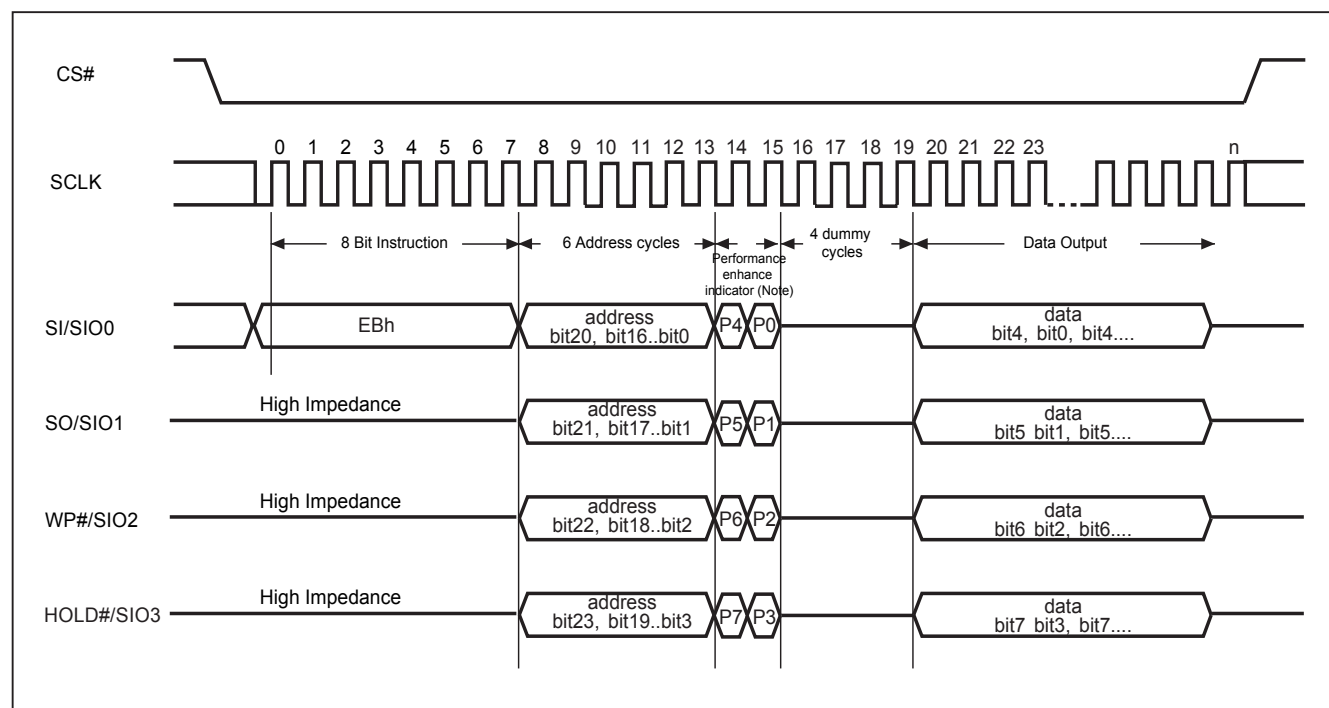 CS#
0 1 2 3 4 5 6 7 8 9 10 11 12 13 14 15 16 17 18 19 20 21 22 23 n
SCLK
8 Bit Instruction
6 Address cycles
Performance
enhance
indicator (Note)
4 dummy
cycles
Data Output
SI/SIO0
EBh
address
bit20, bit16..bit0
P4 P0
data
bit4, bit0, bit4....
SO/SIO1
High Impedance
address
bit21, bit17..bit1
P5 P1
data
bit5 bit1, bit5....
WP#/SIO2
High Impedance
address
bit22, bit18..bit2
P6 P2
data
bit6 bit2, bit6....
HOLD#/SIO3
High Impedance
address
bit23, bit19..bit3
P7 P3
data
bit7 bit3, bit7....